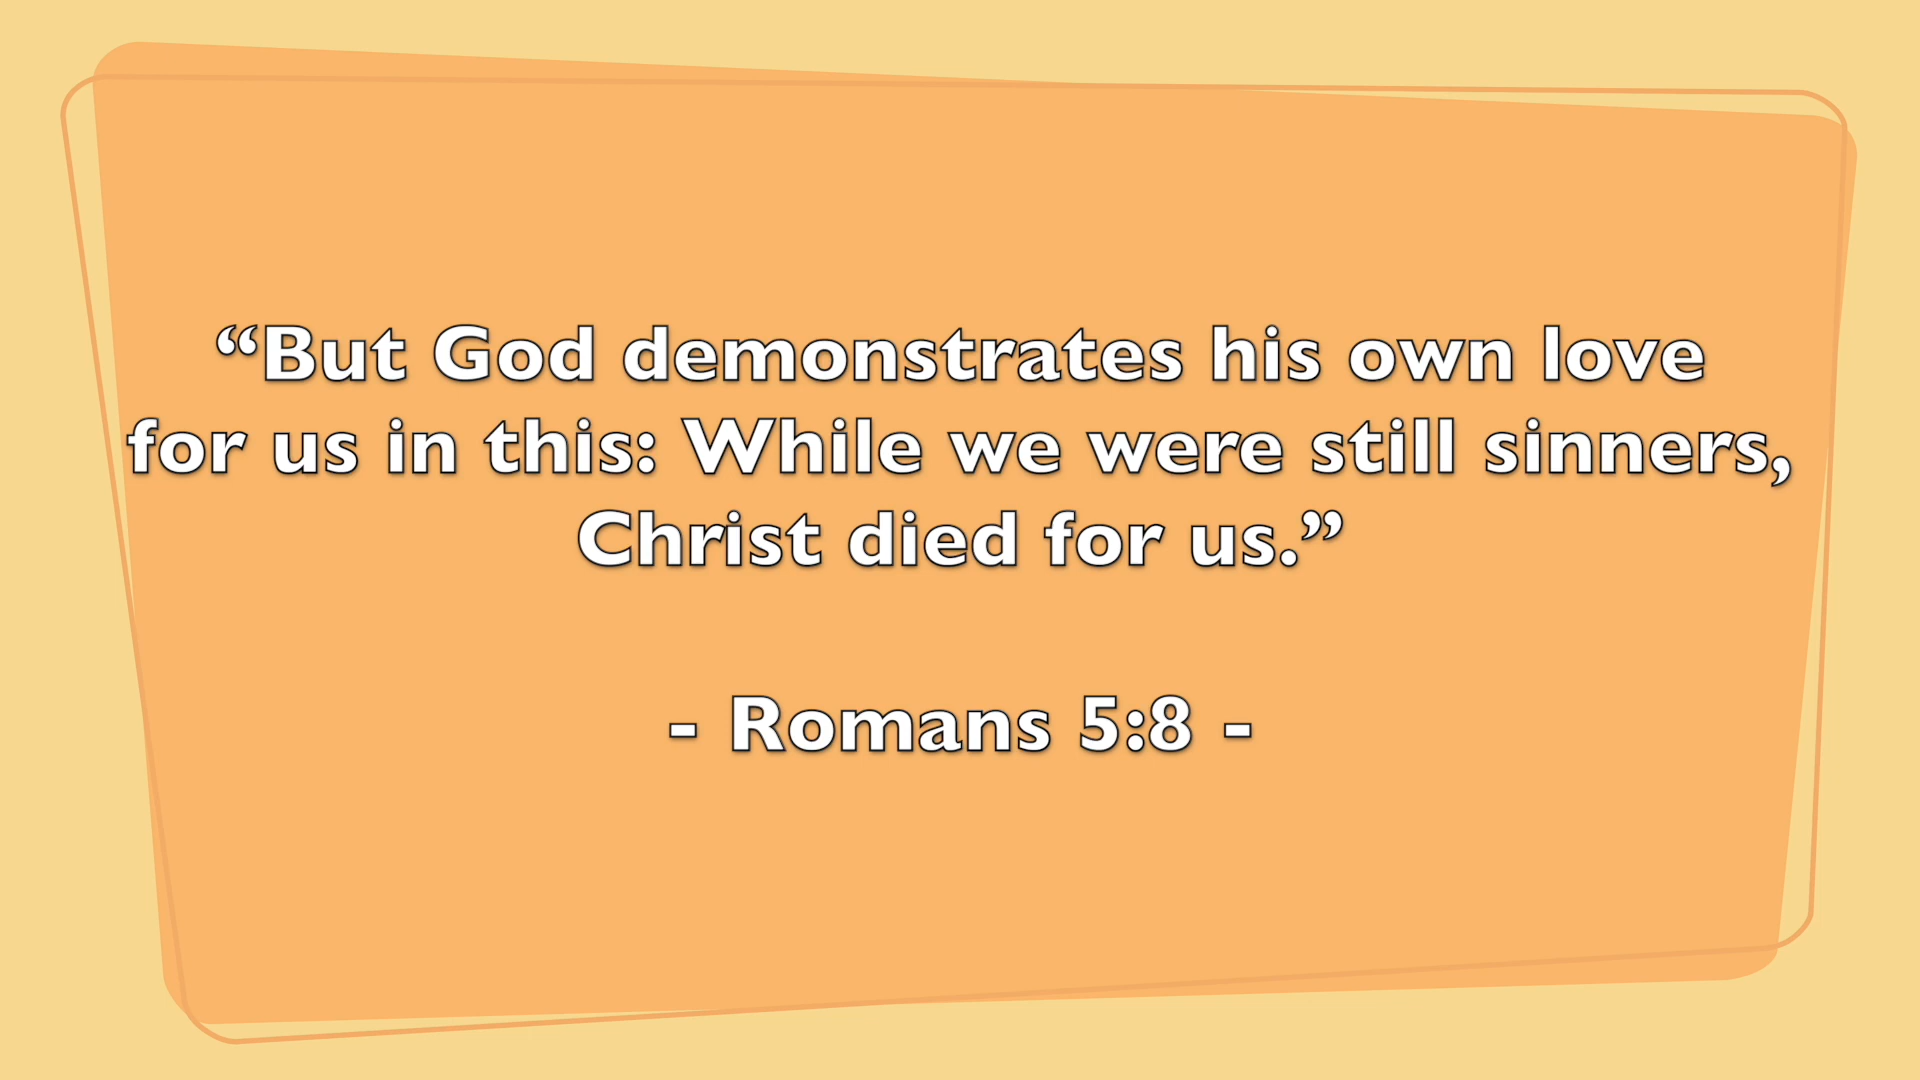 “But God demonstrates his own love
for us in this: While we were still sinners,
Christ died for us.”
- Romans 5:8 -